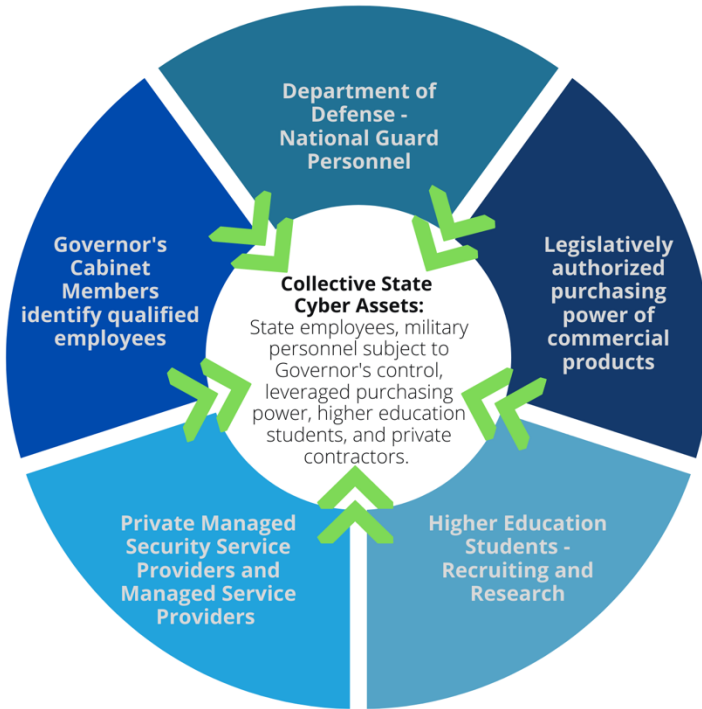 Department of
Defense -
National Guard
Personnel
Legislatively
authorized
purchasing
power of
commercial
products
Higher Education
Students -
Recruiting and
Research
Private Managed
Security Service
Providers and
Managed Service
Providers
Governor's
Cabinet
Members
identify qualified
employees
Collective State
Cyber Assets:
State employees, military
personnel subject to
Governor's control,
leveraged purchasing
power, higher education
students, and private
contractors.